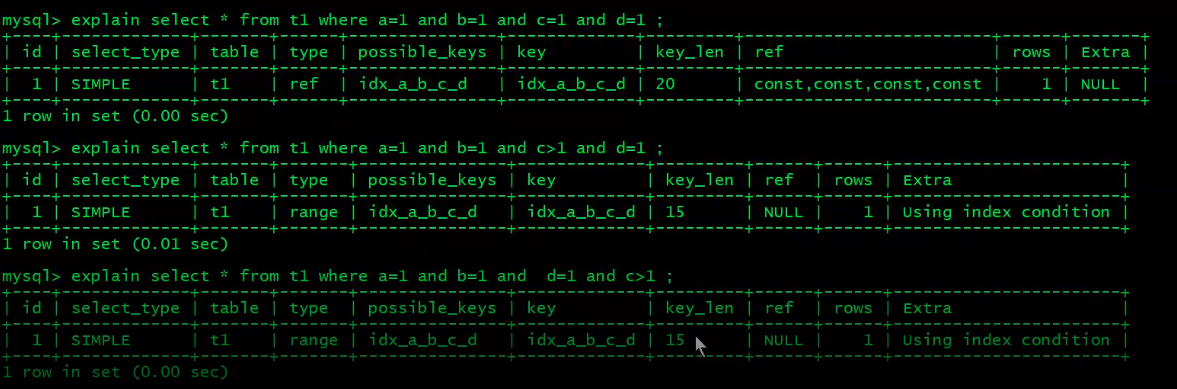 mysql> explain select * from t1 where a=1 and b=1 and c=1 and d=1 ;
+----+-------------+-------+------+---------------+-----------+---------+-------------------------+------+-------+
| id | select_type | table | type | possible_keys | key       | key_len | ref                     | rows | Extra |
+----+-------------+-------+------+---------------+-----------+---------+-------------------------+------+-------+
|  1 | SIMPLE      | t1    | ref  | idx_a_b_c_d   | idx_a_b_c_d | 20      | const,const,const,const |    1 | NULL  |
+----+-------------+-------+------+---------------+-----------+---------+-------------------------+------+-------+
1 row in set (0.00 sec)
mysql> explain select * from t1 where a=1 and b=1 and c>1 and d=1 ;
+----+-------------+-------+-------+---------------+-------------+---------+------+------+-----------------------+
| id | select_type | table | type  | possible_keys | key         | key_len | ref  | rows | Extra                 |
+----+-------------+-------+-------+---------------+-------------+---------+------+------+-----------------------+
|  1 | SIMPLE      | t1    | range | idx_a_b_c_d   | idx_a_b_c_d | 15      | NULL |    1 | Using index condition |
+----+-------------+-------+-------+---------------+-------------+---------+------+------+-----------------------+
1 row in set (0.01 sec)
mysql> explain select * from t1 where a=1 and b=1 and  d=1 and c>1 ;
+----+-------------+-------+-------+---------------+-------------+---------+------+------+-----------------------+
| id | select_type | table | type  | possible_keys | key         | key_len | ref  | rows | Extra                 |
+----+-------------+-------+-------+---------------+-------------+---------+------+------+-----------------------+
|  1 | SIMPLE      | t1    | range | idx_a_b_c_d   | idx_a_b_c_d | 15      | NULL |    1 | Using index condition |
+----+-------------+-------+-------+---------------+-------------+---------+------+------+-----------------------+
1 row in set (0.00 sec)